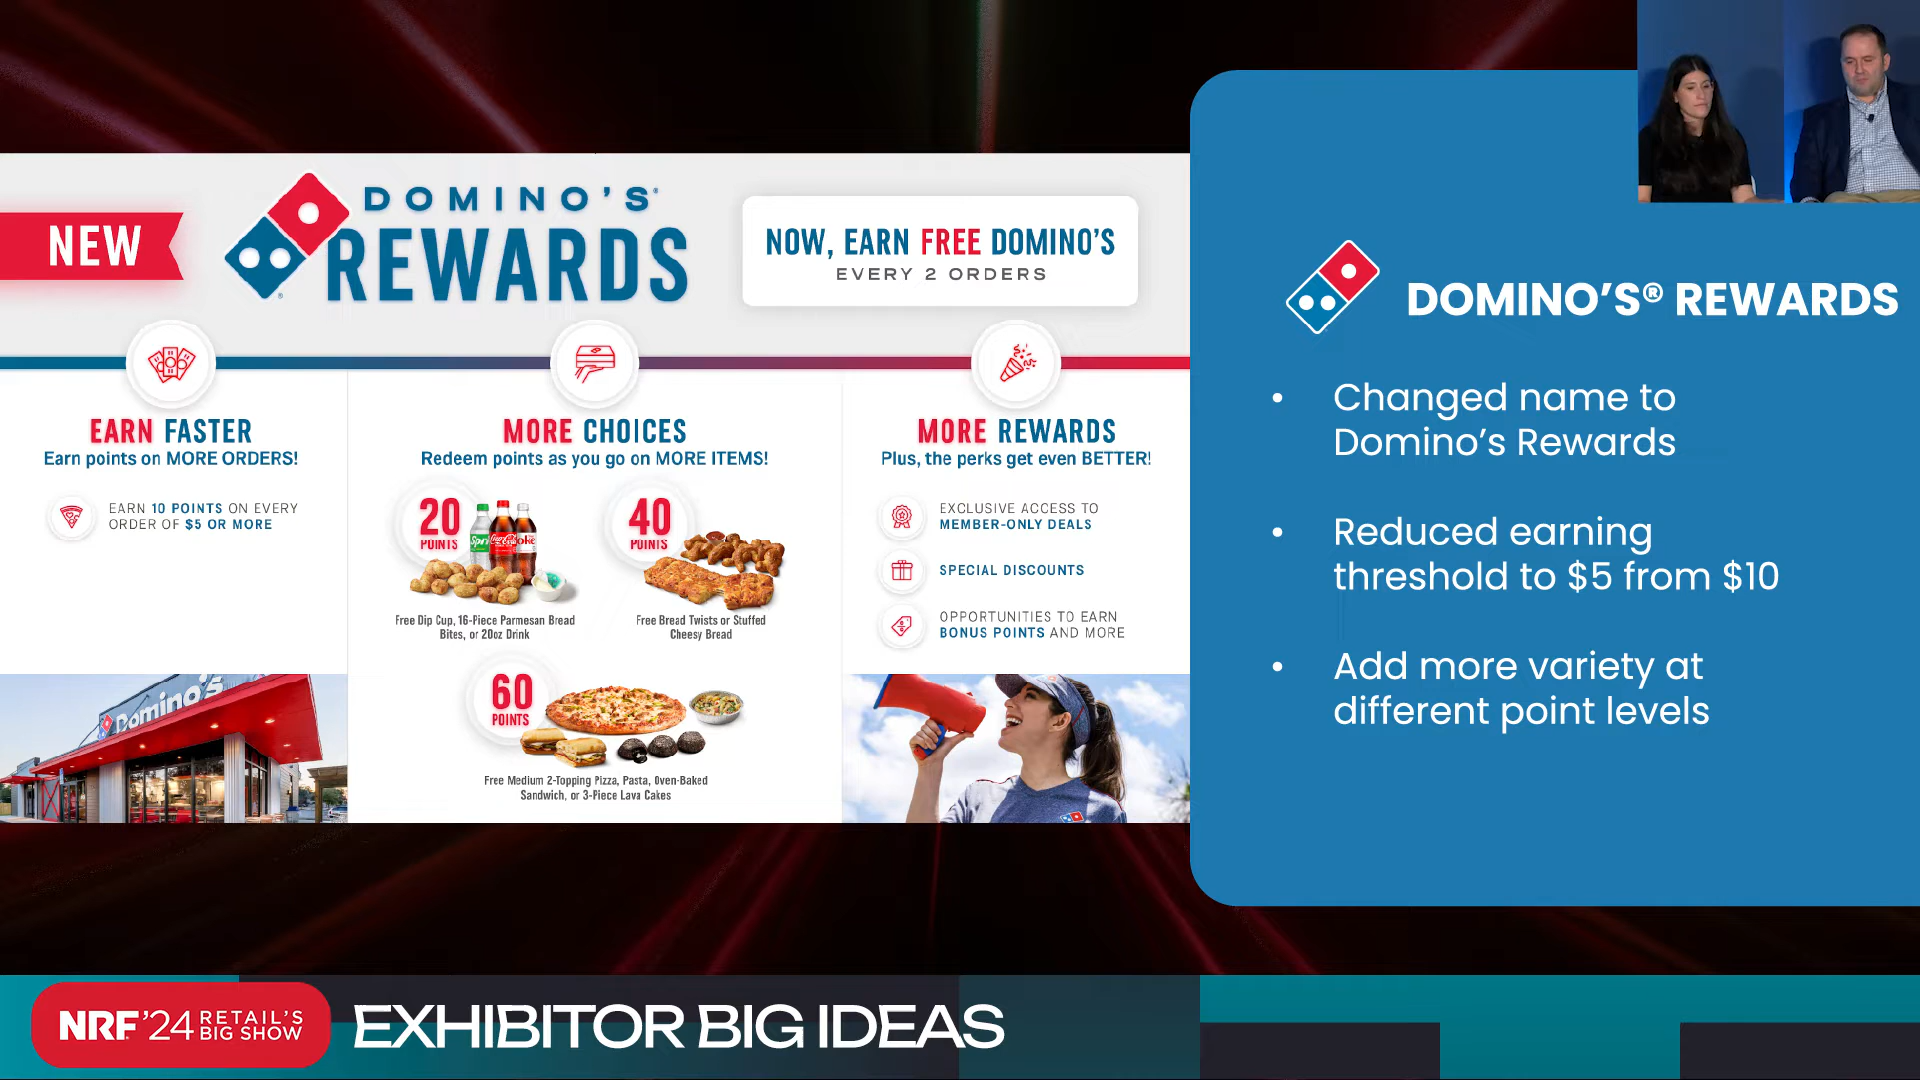 NEW
DOMINO'S®
REWARDS
NOW, EARN FREE DOMINO'S
EVERY 2 ORDERS
EARN FASTER
Earn points on MORE ORDERS!
EARN 10 POINTS ON EVERY
ORDER OF $5 OR MORE
MORE CHOICES
Redeem points as you go on MORE ITEMS!
20
POINTS
Free Dip Cup, 16-Piece Parmesan Bread
Bites, or 20oz Drink
40
POINTS
Free Bread Twists or Stuffed
Cheesy Bread
60
POINTS
Free Medium 2-Topping Pizza, Pasta, Oven-Baked
Sandwich, or 3-Piece Lava Cakes
MORE REWARDS
Plus, the perks get even BETTER!
EXCLUSIVE ACCESS TO
MEMBER-ONLY DEALS
SPECIAL DISCOUNTS
OPPORTUNITIES TO EARN
BONUS POINTS AND MORE
Domino's
DOMINO'S® REWARDS
• Changed name to
Domino's Rewards
• Reduced earning
threshold to $5 from $10
• Add more variety at
different point levels
NRF'24 RETAIL'S
BIG SHOW
EXHIBITOR BIG IDEAS